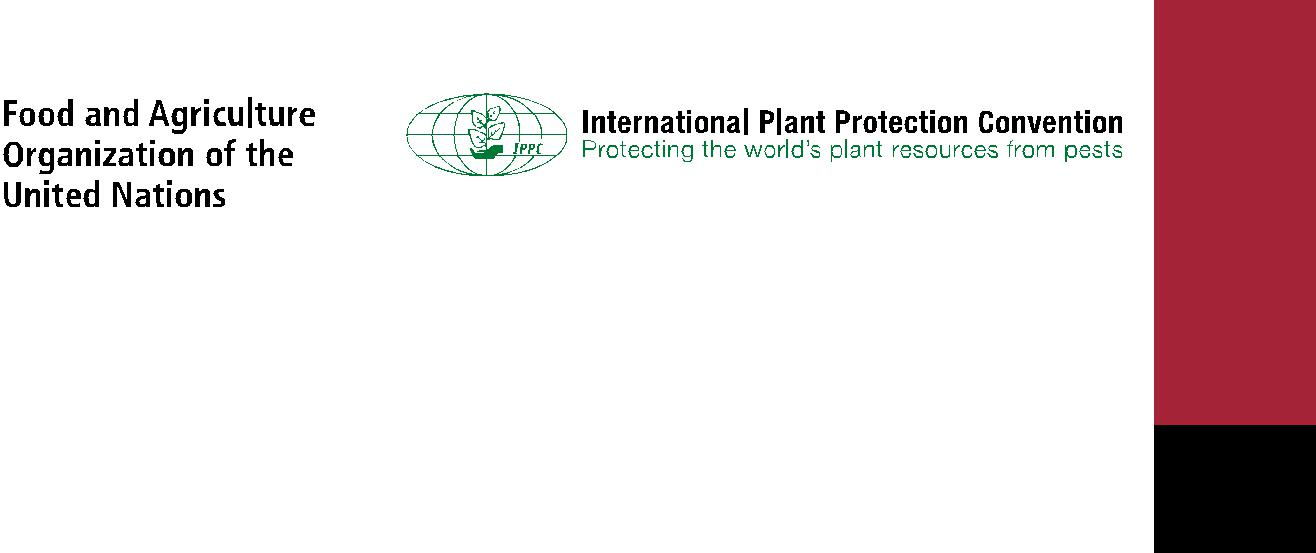 Food and Agriculture
Organization of the
United Nations
IPPC
International Plant Protection Convention
Protecting the world's plant resources from pests